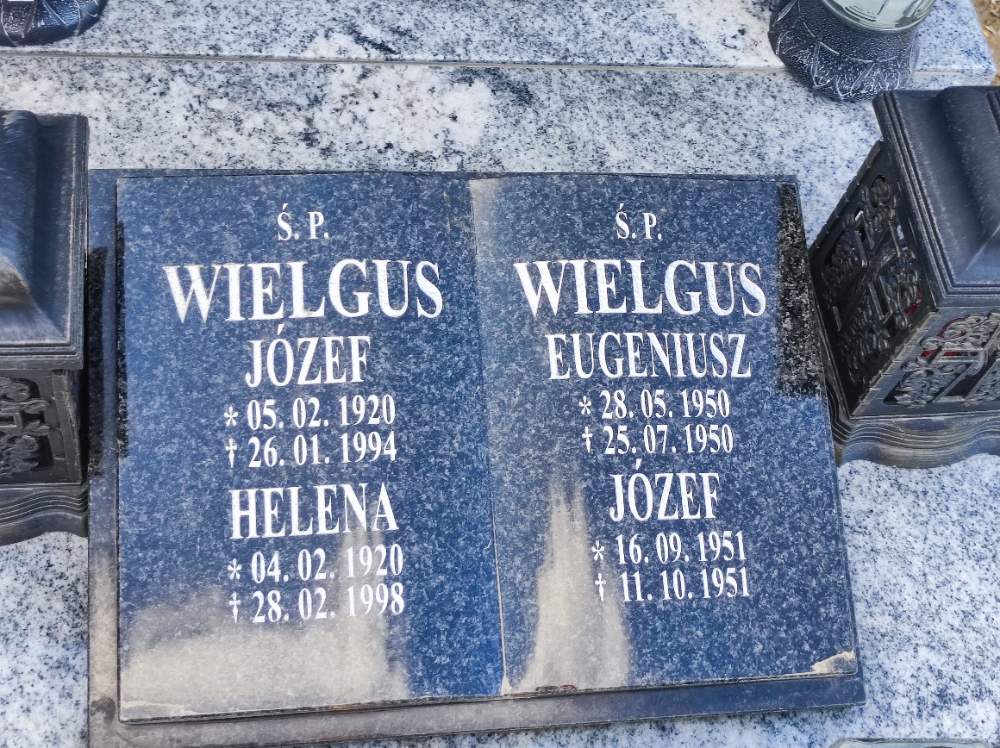 Ś. P.
WIELGUS
JÓZEF
* 05. 02. 1920
† 26. 01. 1994
HELENA
* 04. 02. 1920
† 28. 02. 1998
Ś. P.
WIELGUS
EUGENIUSZ
* 28. 05. 1950
† 25. 07. 1950
JÓZEF
* 16. 09. 1951
† 11. 10. 1951